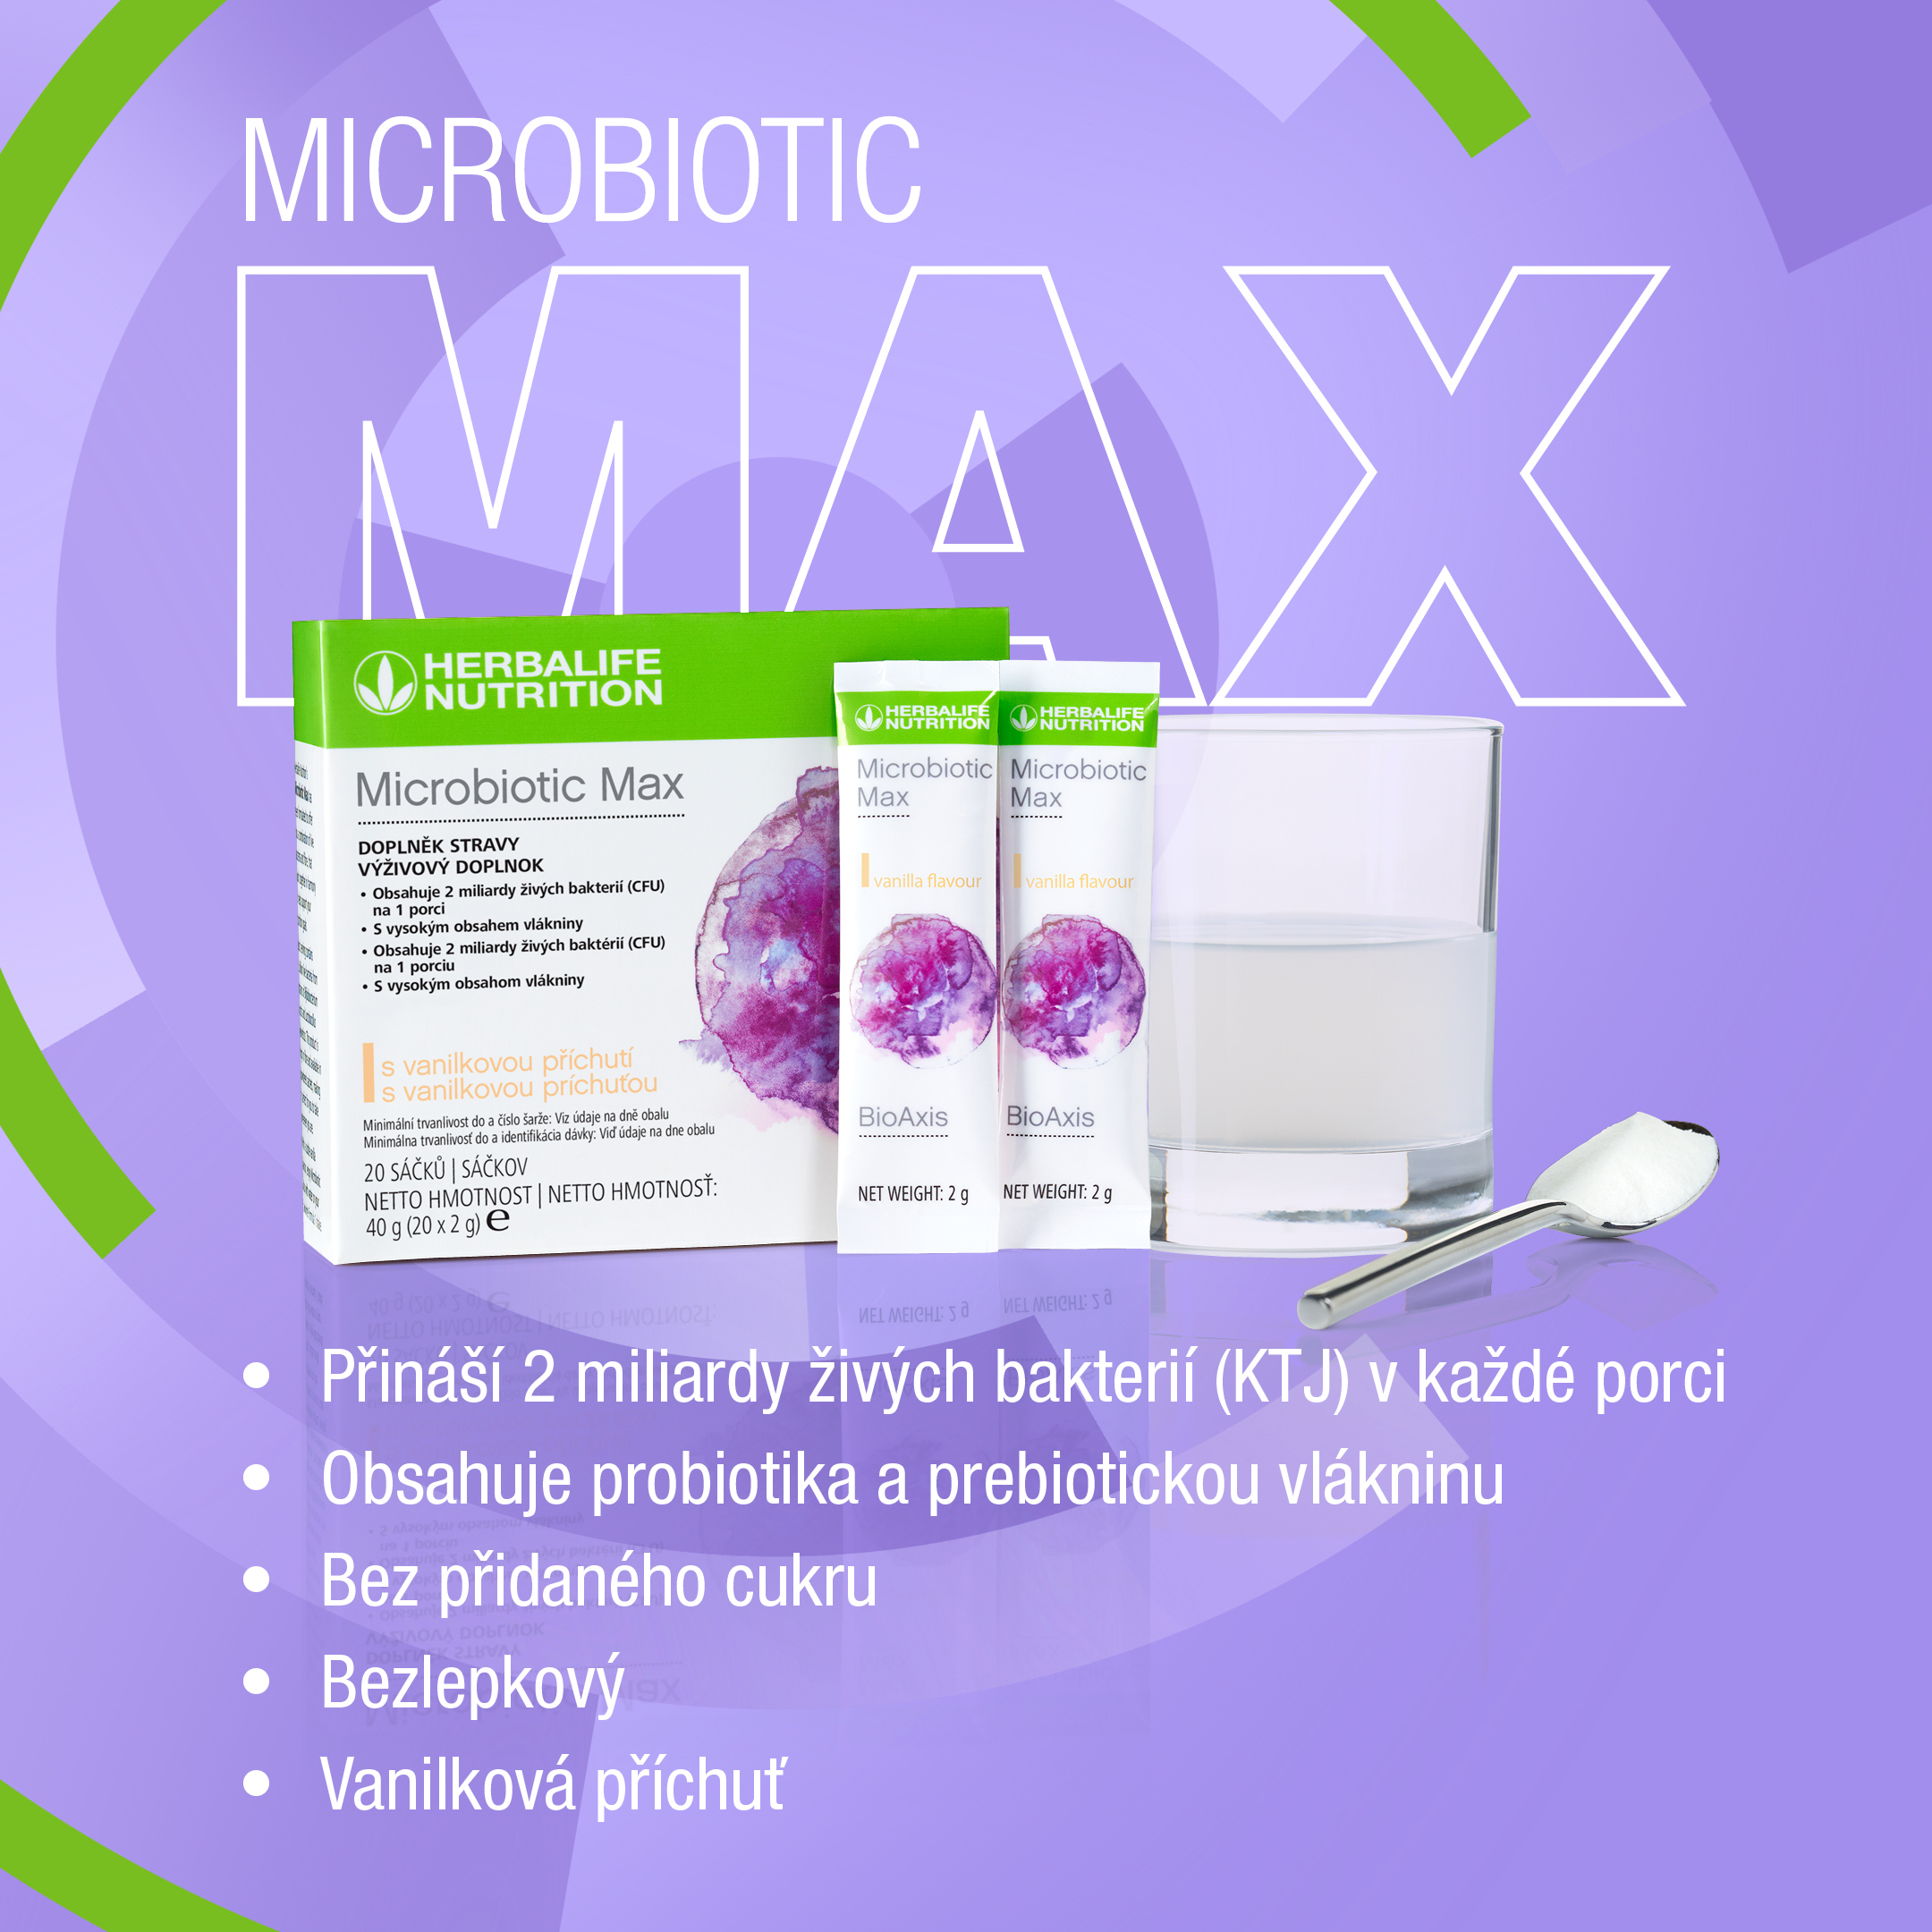 MICROBIOTIC
MAX
HERBALIFE
NUTRITION
Microbiotic Max
DOPLNĚK STRAVY
VÝŽIVOVÝ DOPLNOK
• Obsahuje 2 miliardy živých bakterií (CFU)
na 1 porci
• S vysokým obsahem vlákniny
• Obsahuje 2 miliardy živých baktérií (CFU)
na 1 porciu
• S vysokým obsahom vlákniny
s vanilkovou příchutí
s vanilkovou príchuťou
Minimální trvanlivost do a číslo šarže: Viz údaje na dně obalu
Minimálna trvanlivosť do a identifikácia dávky: Viď údaje na dne obalu
20 SÁČKŮ | SÁČKOV
NETTO HMOTNOST | NETTO HMOTNOSŤ:
40 g (20 x 2 g) e
HERBALIFE
NUTRITION
Microbiotic
Max
vanilla flavour
BioAxis
NET WEIGHT: 2 g
HERBALIFE
NUTRITION
Microbiotic
Max
vanilla flavour
BioAxis
NET WEIGHT: 2 g
• Přináší 2 miliardy živých bakterií (KTJ) v každé porci
• Obsahuje probiotika a prebiotickou vlákninu
• Bez přidaného cukru
• Bezlepkový
• Vanilková příchuť